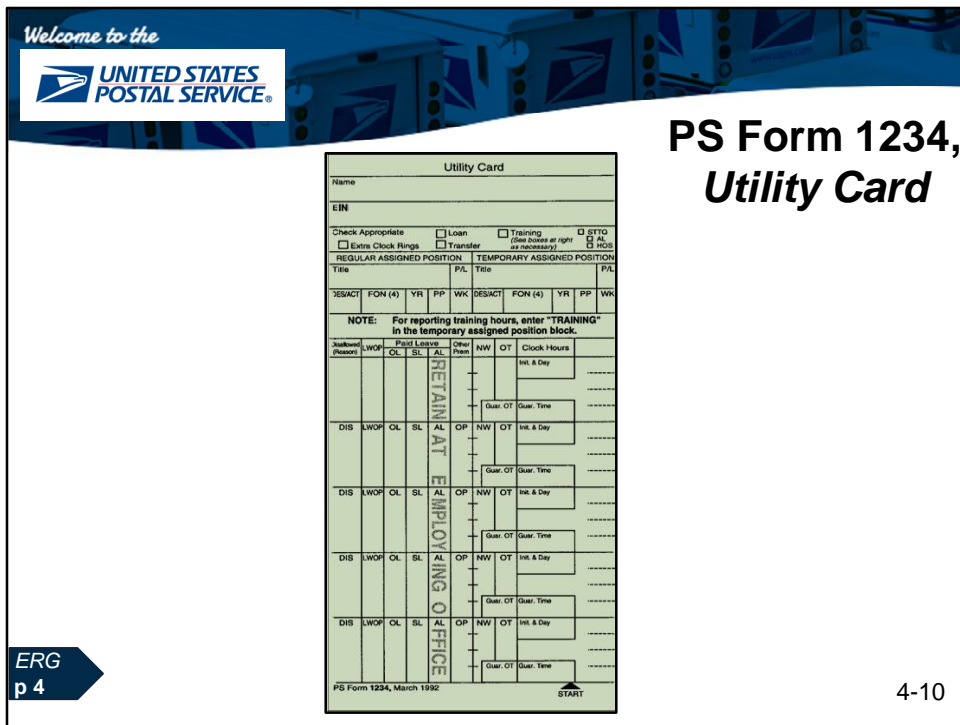 Welcome to the
UNITED STATES
POSTAL SERVICE®
www.usps.com
PS Form 1234,
Utility Card
Utility Card
Name
EIN
Check Appropriate
Extra Clock Rings
Loan
Transfer
Training
(See boxes at right
as necessary)
STTO
AL
HOS
REGULAR ASSIGNED POSITION TEMPORARY ASSIGNED POSITION
Title P/L Title P/L
DES/ACT FON (4) YR PP WK DES/ACT FON (4) YR PP WK
NOTE: For reporting training hours, enter "TRAINING"
in the temporary assigned position block.
Disallowed (Reason) LWOP Paid Leave Other Prem NW OT Clock Hours
OL SL AL
Init. & Day
Guar. OT Guar. Time
DIS LWOP OL SL AL OP NW OT Init. & Day
Guar. OT Guar. Time
DIS LWOP OL SL AL OP NW OT Init. & Day
Guar. OT Guar. Time
DIS LWOP OL SL AL OP NW OT Init. & Day
Guar. OT Guar. Time
DIS LWOP OL SL AL OP NW OT Init. & Day
Guar. OT Guar. Time
RETAIN AT EMPLOYING OFFICE
PS Form 1234, March 1992
START
ERG
p 4
4-10